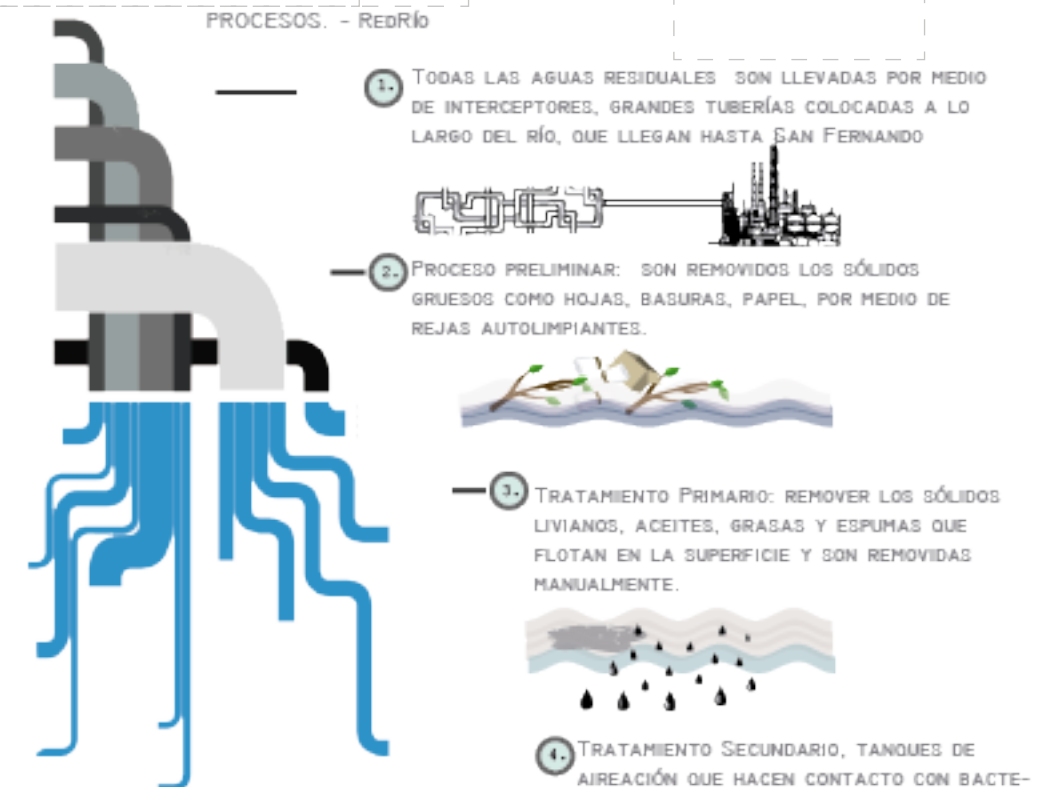 PROCESOS. - REDRÍO
1.
TODAS LAS AGUAS RESIDUALES SON LLEVADAS POR MEDIO
DE INTERCEPTORES, GRANDES TUBERÍAS COLOCADAS A LO
LARGO DEL RÍO, QUE LLEGAN HASTA SAN FERNANDO
2.
PROCESO PRELIMINAR: SON REMOVIDOS LOS SÓLIDOS
GRUESOS COMO HOJAS, BASURAS, PAPEL, POR MEDIO DE
REJAS AUTOLIMPIANTES.
3.
TRATAMIENTO PRIMARIO: REMOVER LOS SÓLIDOS
LIVIANOS, ACEITES, GRASAS Y ESPUMAS QUE
FLOTAN EN LA SUPERFICIE Y SON REMOVIDAS
MANUALMENTE.
4.
TRATAMIENTO SECUNDARIO, TANQUES DE
AIREACIÓN QUE HACEN CONTACTO CON BACTE-